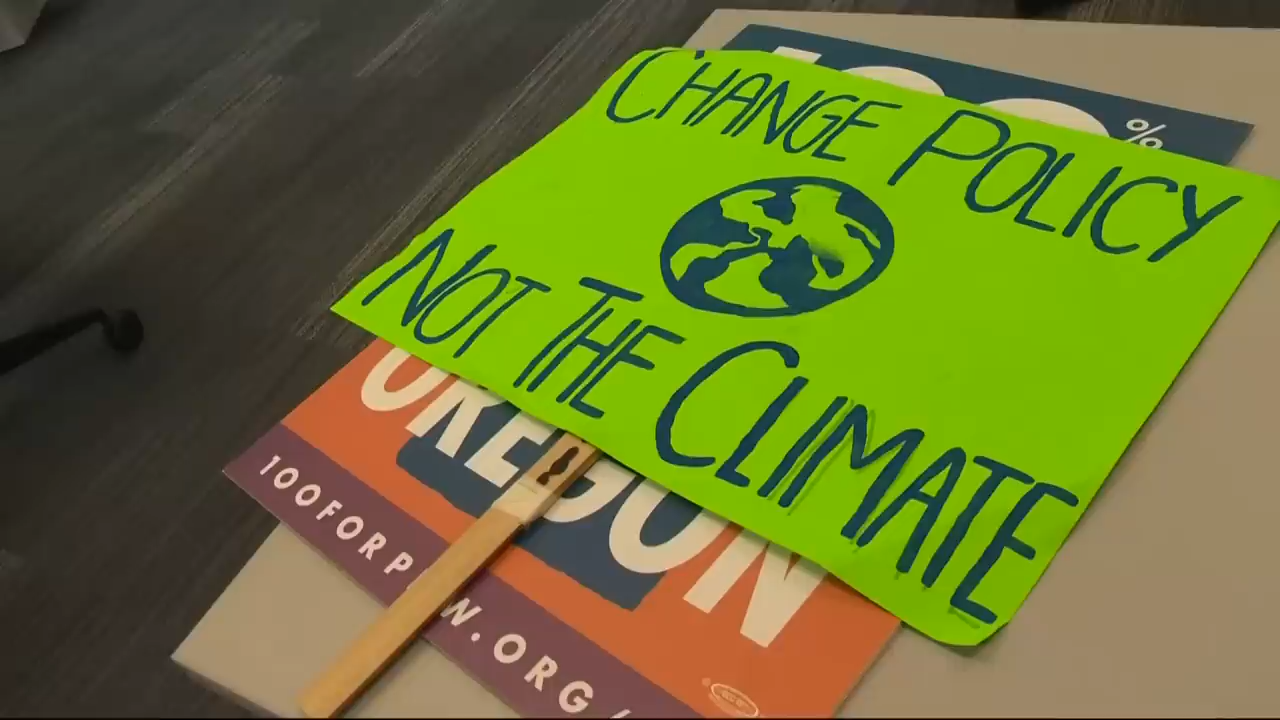 CHANGE POLICY
NOT THE CLIMATE
%
OREGON
100FORP
W.ORG/